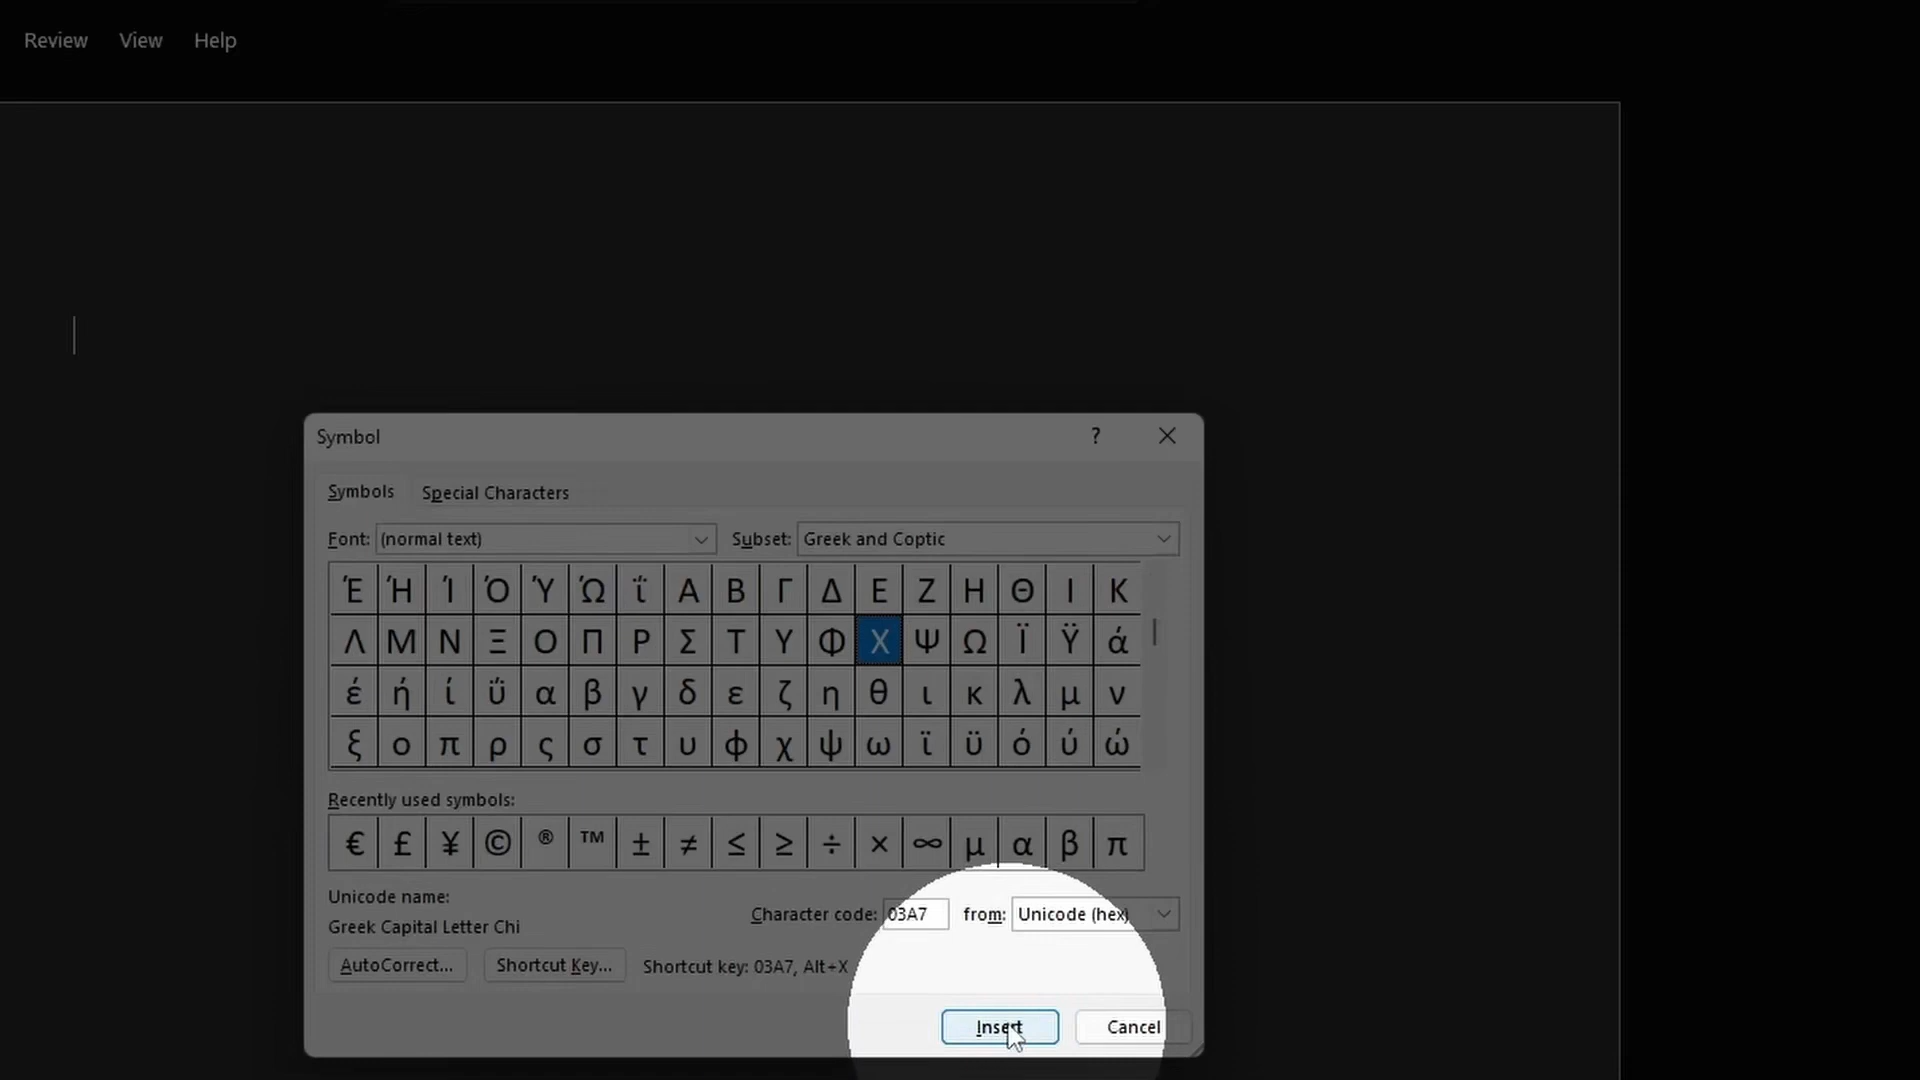 Review View Help
Symbol ?
Symbols Special Characters
Font: (normal text) Subset: Greek and Coptic
Έ Ή Ί Ό Ύ Ώ ΐ Α Β Γ Δ Ε Ζ Η Θ Ι Κ
Λ Μ Ν Ξ Ο Π Ρ Σ Τ Υ Φ Χ Ψ Ω Ϊ Ϋ ά
έ ή ί ΰ α β γ δ ε ζ η θ ι κ λ μ ν
ξ ο π ρ ς σ τ υ φ χ ψ ω ϊ ϋ ό ύ ώ
Recently used symbols:
€ £ ¥ © ® ™ ± ≠ ≤ ≥ ÷ × ∞ µ α β π
Unicode name:
Greek Capital Letter Chi
Character code: 03A7 from: Unicode (hex)
AutoCorrect... Shortcut Key... Shortcut key: 03A7, Alt+X
Insert Cancel